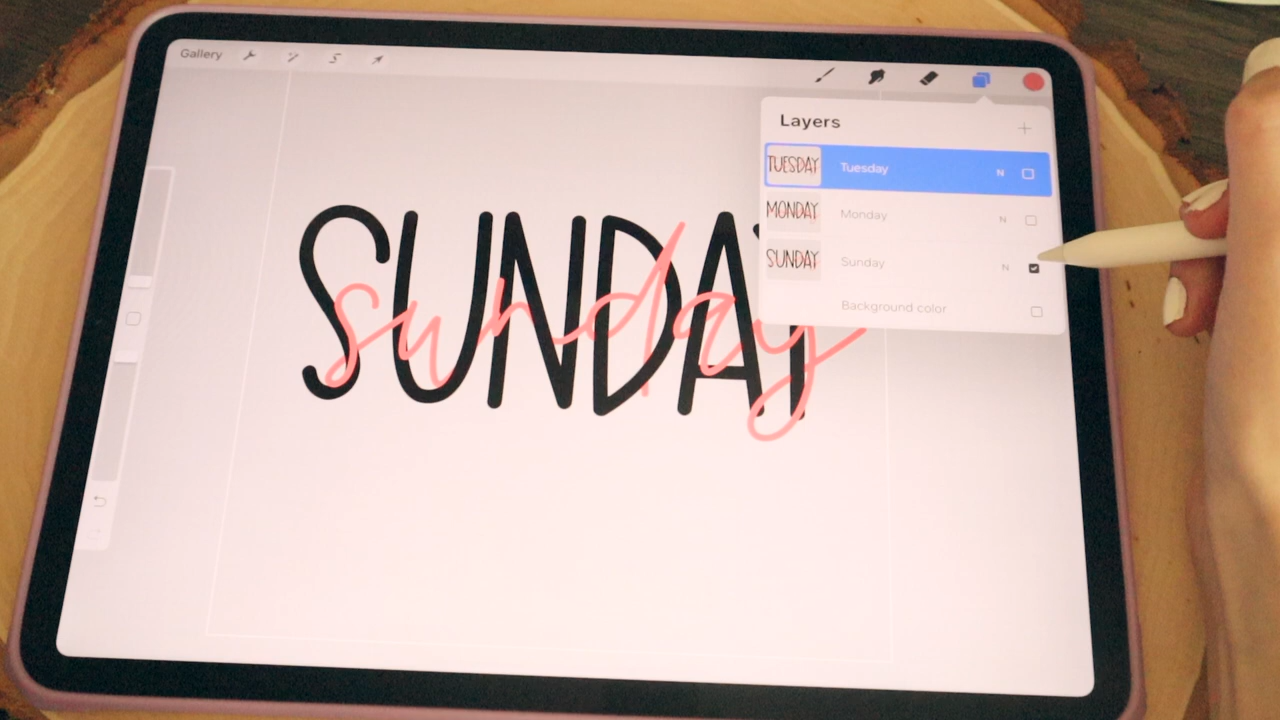 Gallery
Layers
TUESDAY Tuesday N
MONDAY Monday N
SUNDAY Sunday N
Background color
SUNDAY
sunday